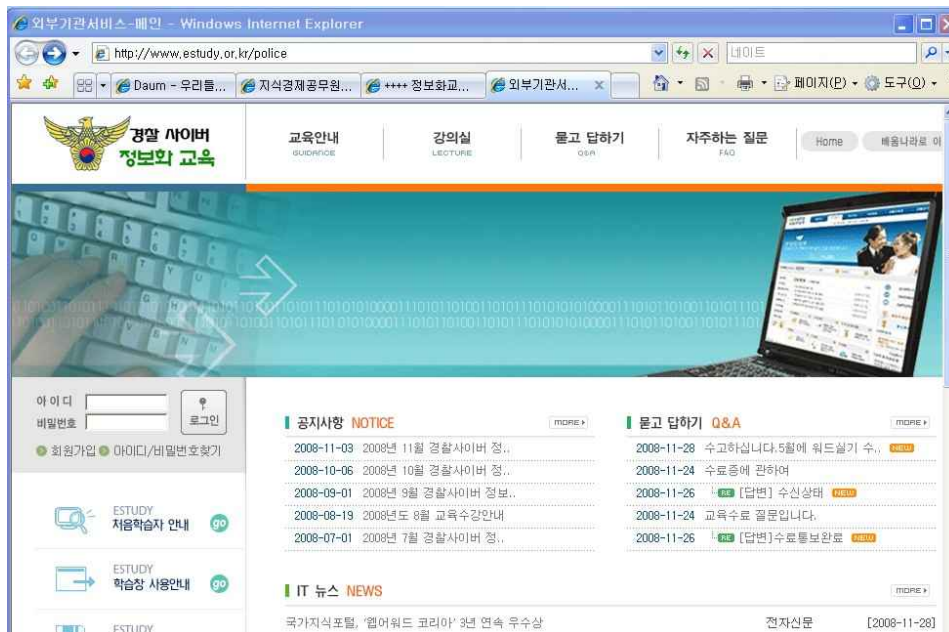 외부기관서비스-메인 - Windows Internet Explorer
http://www.estudy.or.kr/police
네이트
Daum - 우리들... 지식경제공무원... ++++ 정보화교... 외부기관서... x 페이지(P) 도구(O)
경찰 사이버
정보화 교육
교육안내 강의실 묻고 답하기 자주하는 질문 Home 배움나라로 이
GUIDANCE LECTURE Q&A FAQ
아이디
비밀번호
로그인
회원가입 아이디/비밀번호찾기
공지사항 NOTICE MORE
2008-11-03 2008년 11월 경찰사이버 정..
2008-10-06 2008년 10월 경찰사이버 정..
2008-09-01 2008년 9월 경찰사이버 정보..
2008-08-19 2008년도 8월 교육수강안내
2008-07-01 2008년 7월 경찰사이버 정..
묻고 답하기 Q&A MORE
2008-11-28 수고하십니다.5월에 워드실기 수.. NEW
2008-11-24 수료증에 관하여
2008-11-26 RE [답변] 수신상태 NEW
2008-11-24 교육수료 질문입니다.
2008-11-26 RE [답변]수료통보완료 NEW
ESTUDY
처음학습자 안내 go
ESTUDY
학습창 사용안내 go
ESTUDY
IT 뉴스 NEWS MORE
국가지식포털, '웹어워드 코리아' 3년 연속 우수상 전자신문 [2008-11-28]